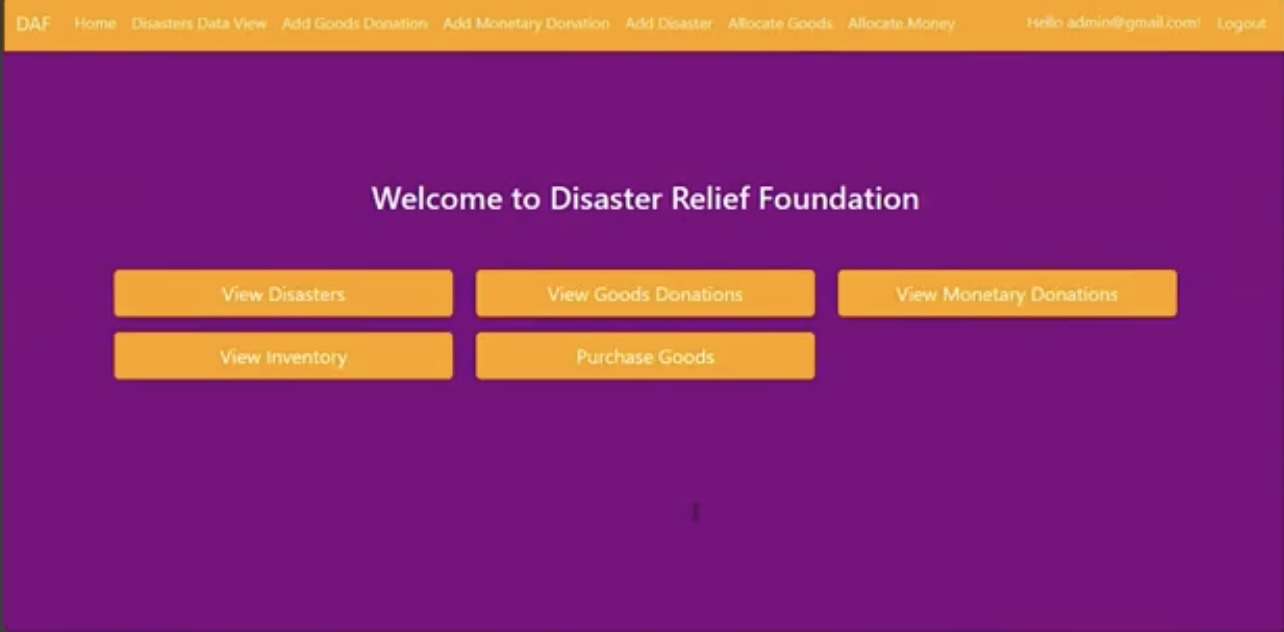 DAF Home Disasters Data View Add Goods Donation Add Monetary Donation Add Disaster Allocate Goods Allocate Money Hello admin@gmail.com! Logout
Welcome to Disaster Relief Foundation
View Disasters View Goods Donations View Monetary Donations
View Inventory Purchase Goods